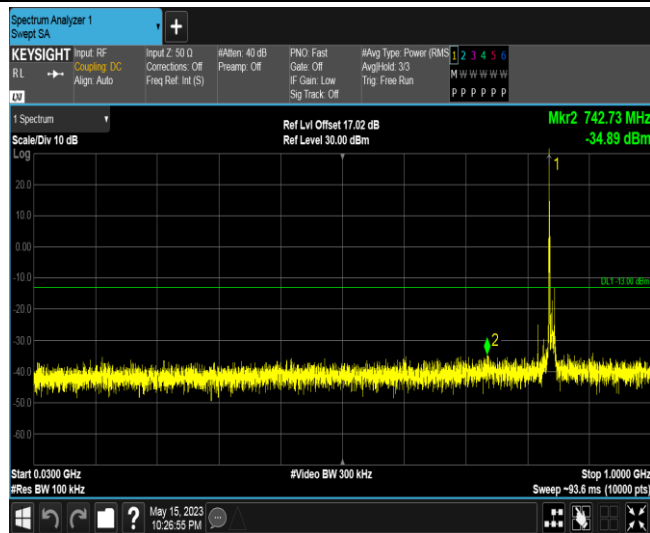 Spectrum Analyzer 1
Swept SA
+
KEYSIGHT Input: RF Input Z: 50 Ω #Atten: 40 dB PNO: Fast #Avg Type: Power (RMS 1 2 3 4 5 6
RL Coupling: DC Corrections: Off Preamp: Off Gate: Off Avg|Hold: 3/3 M W W W W W
Align: Auto Freq Ref: Int (S) IF Gain: Low Trig: Free Run
Sig Track: Off P P P P P P
LXI
1 Spectrum Ref Lvl Offset 17.02 dB Mkr2 742.73 MHz
Scale/Div 10 dB Ref Level 30.00 dBm -34.89 dBm
Log
1
20.0
10.0
0.00
-10.0
DL1 -13.00 dBm
-20.0
-30.0
2
-40.0
-50.0
-60.0
Start 0.0300 GHz #Video BW 300 kHz Stop 1.0000 GHz
#Res BW 100 kHz Sweep ~93.6 ms (10000 pts)
? May 15, 2023
10:26:55 PM